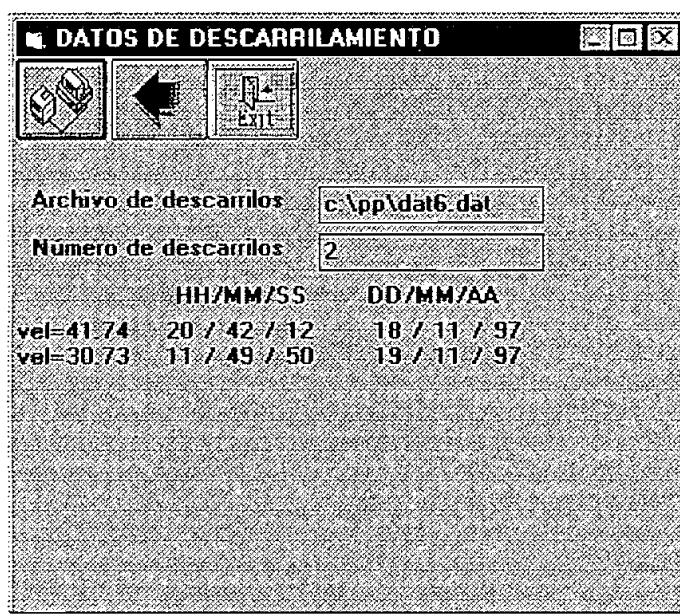 DATOS DE DESCARRILAMIENTO
Exit
Archivo de descarrilos c:\pp\dat6.dat
Número de descarrilos 2
HH/MM/SS DD/MM/AA
vel=41.74 20 / 42 / 12 18 / 11 / 97
vel=30.73 11 / 49 / 50 19 / 11 / 97